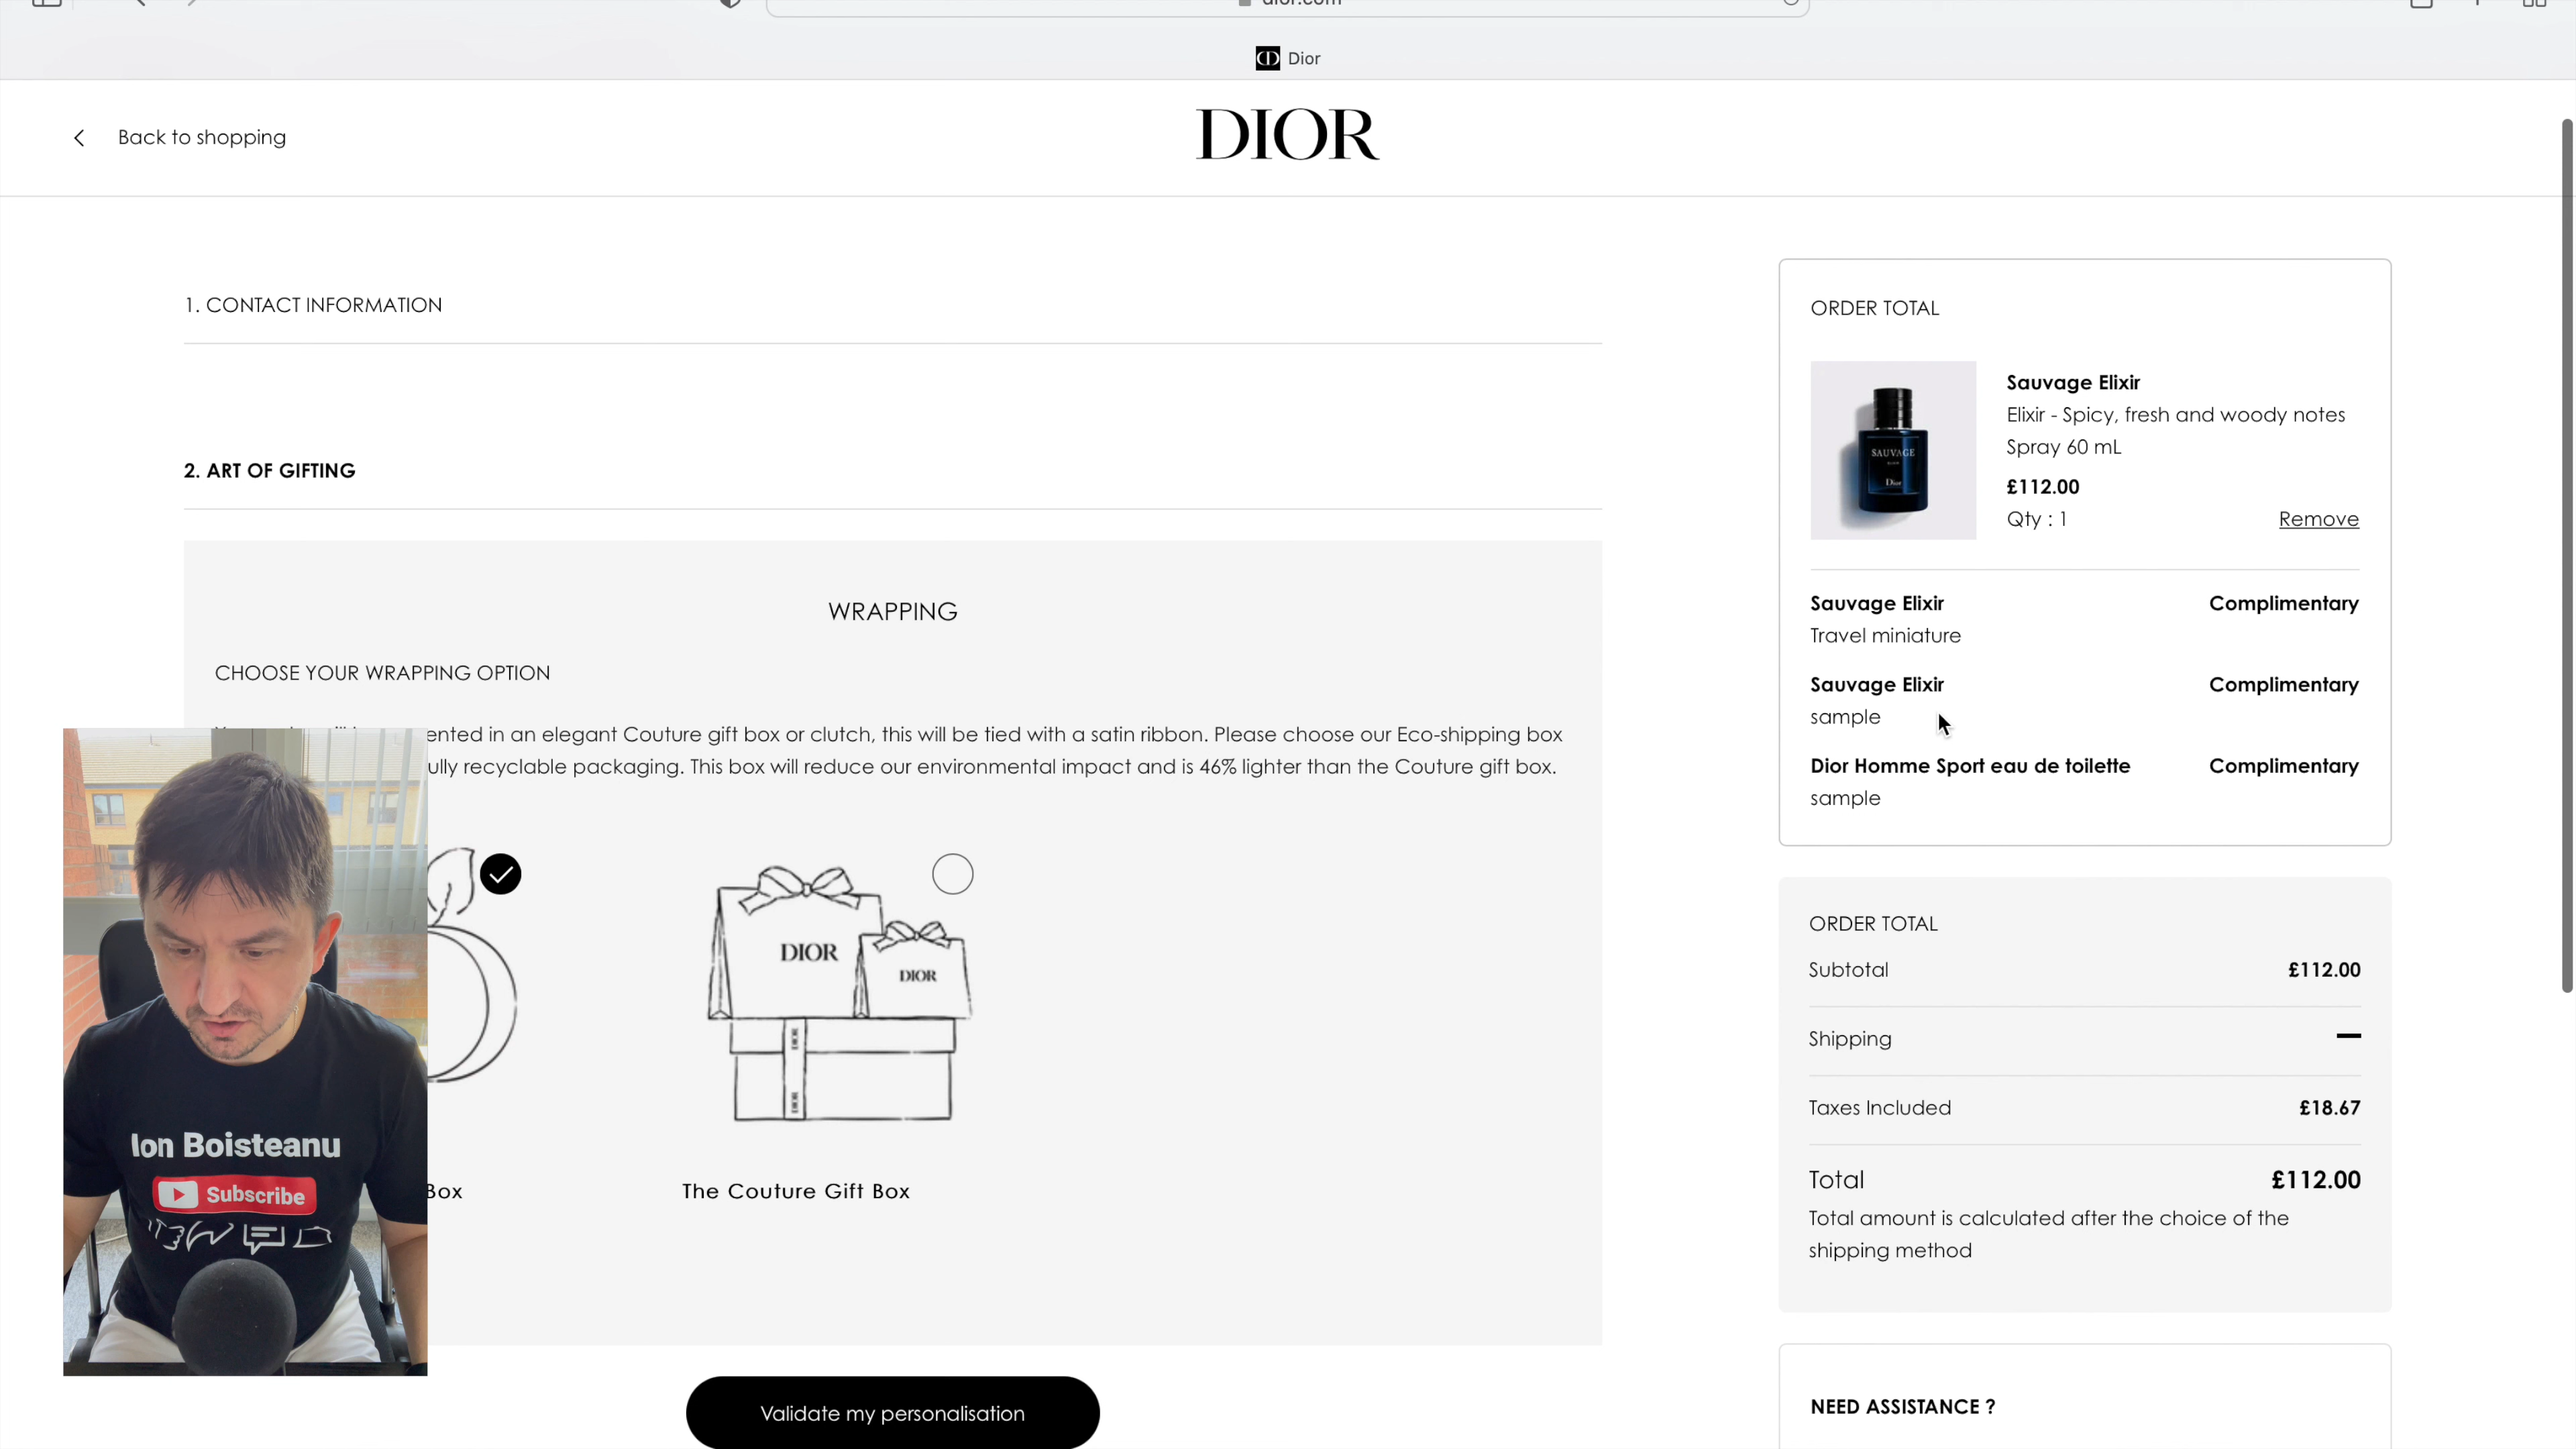 dior.com
Dior
Back to shopping
DIOR
1. CONTACT INFORMATION
2. ART OF GIFTING
WRAPPING
CHOOSE YOUR WRAPPING OPTION
ented in an elegant Couture gift box or clutch, this will be tied with a satin ribbon. Please choose our Eco-shipping box
ully recyclable packaging. This box will reduce our environmental impact and is 46% lighter than the Couture gift box.
DIOR
DIOR
DIOR
DIOR
Box
The Couture Gift Box
Validate my personalisation
Ion Boisteanu
Subscribe
ORDER TOTAL
SAUVAGE
Dior
Sauvage Elixir
Elixir - Spicy, fresh and woody notes
Spray 60 mL
£112.00
Qty : 1
Remove
Sauvage Elixir Complimentary
Travel miniature
Sauvage Elixir Complimentary
sample
Dior Homme Sport eau de toilette Complimentary
sample
ORDER TOTAL
Subtotal £112.00
Shipping —
Taxes Included £18.67
Total £112.00
Total amount is calculated after the choice of the
shipping method
NEED ASSISTANCE ?